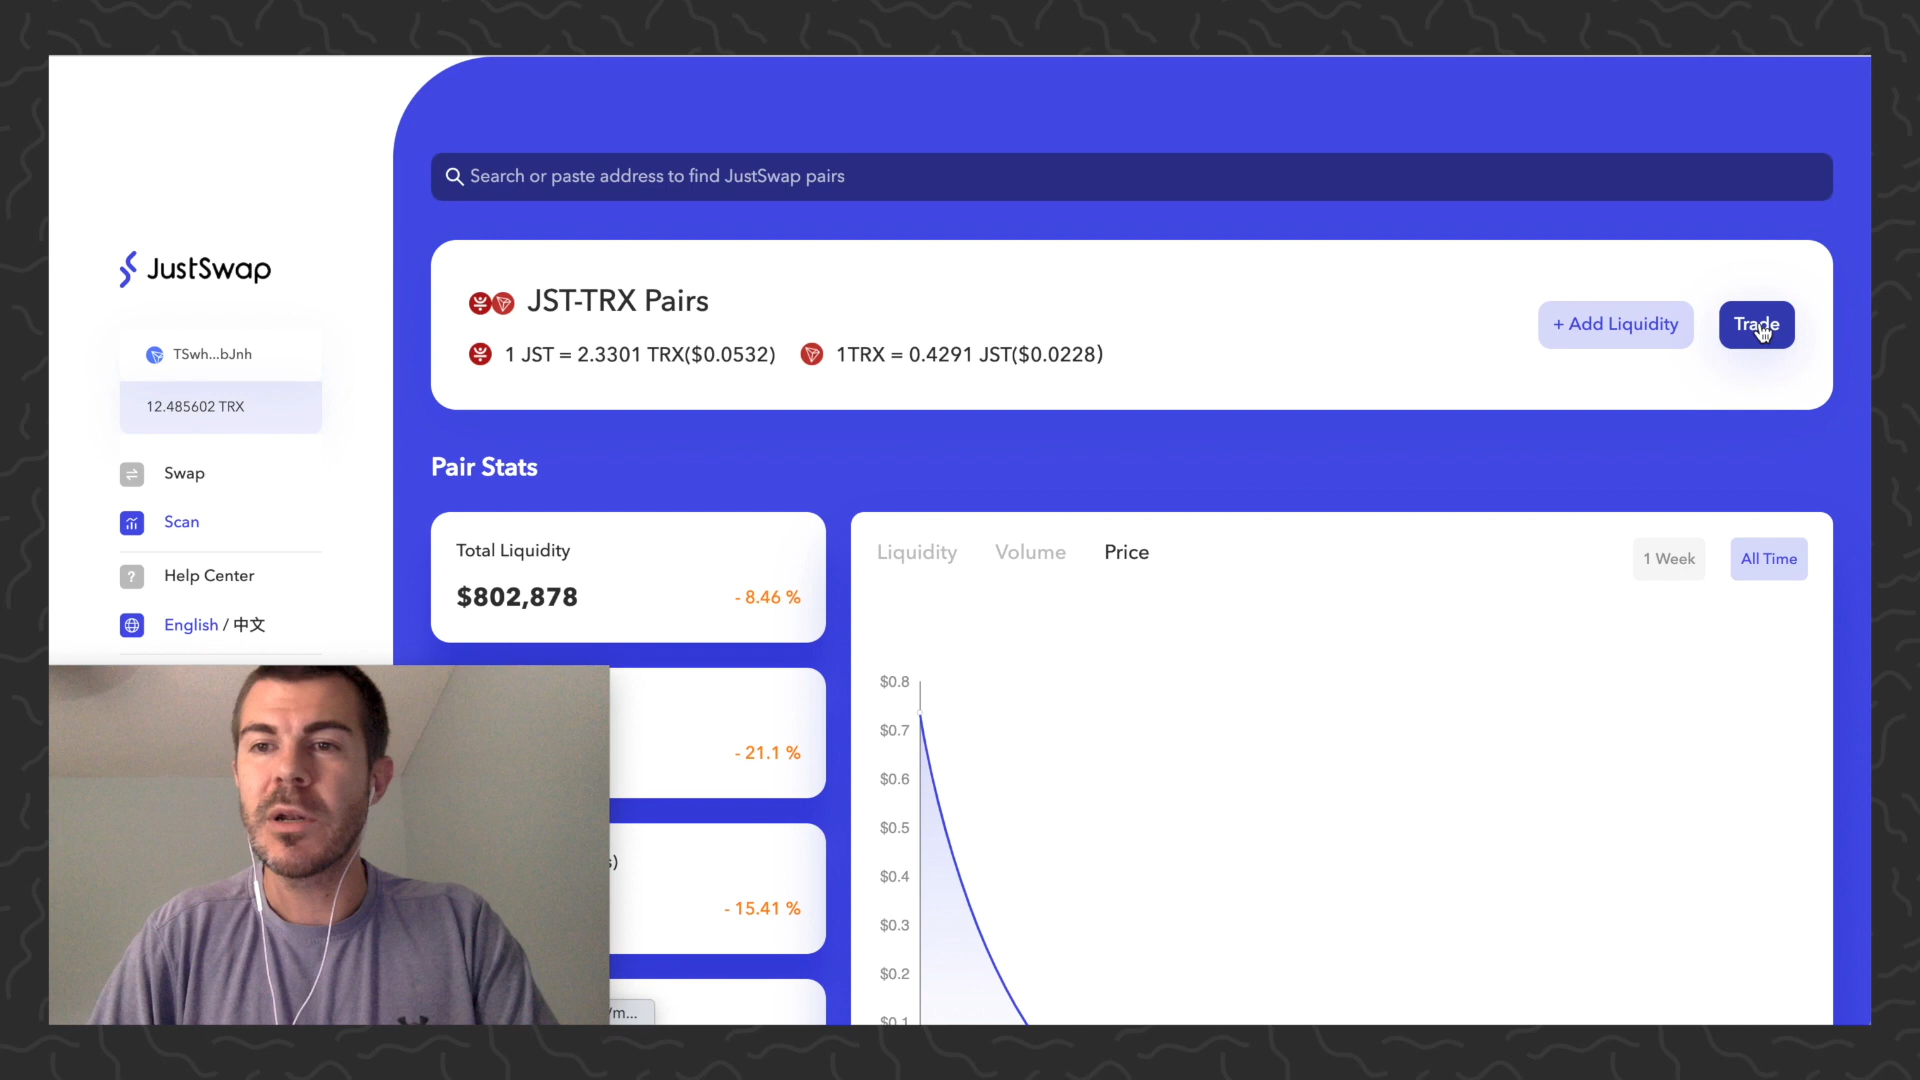 Search or paste address to find JustSwap pairs
JustSwap
TSwh...bJnh
12.485602 TRX
Swap
Scan
Help Center
English / 中文
JST-TRX Pairs
1 JST = 2.3301 TRX($0.0532)
1TRX = 0.4291 JST($0.0228)
+ Add Liquidity
Trade
Pair Stats
Total Liquidity
$802,878
- 8.46 %
- 21.1 %
s)
- 15.41 %
/m...
Liquidity
Volume
Price
1 Week
All Time
$0.8
$0.7
$0.6
$0.5
$0.4
$0.3
$0.2
$0.1